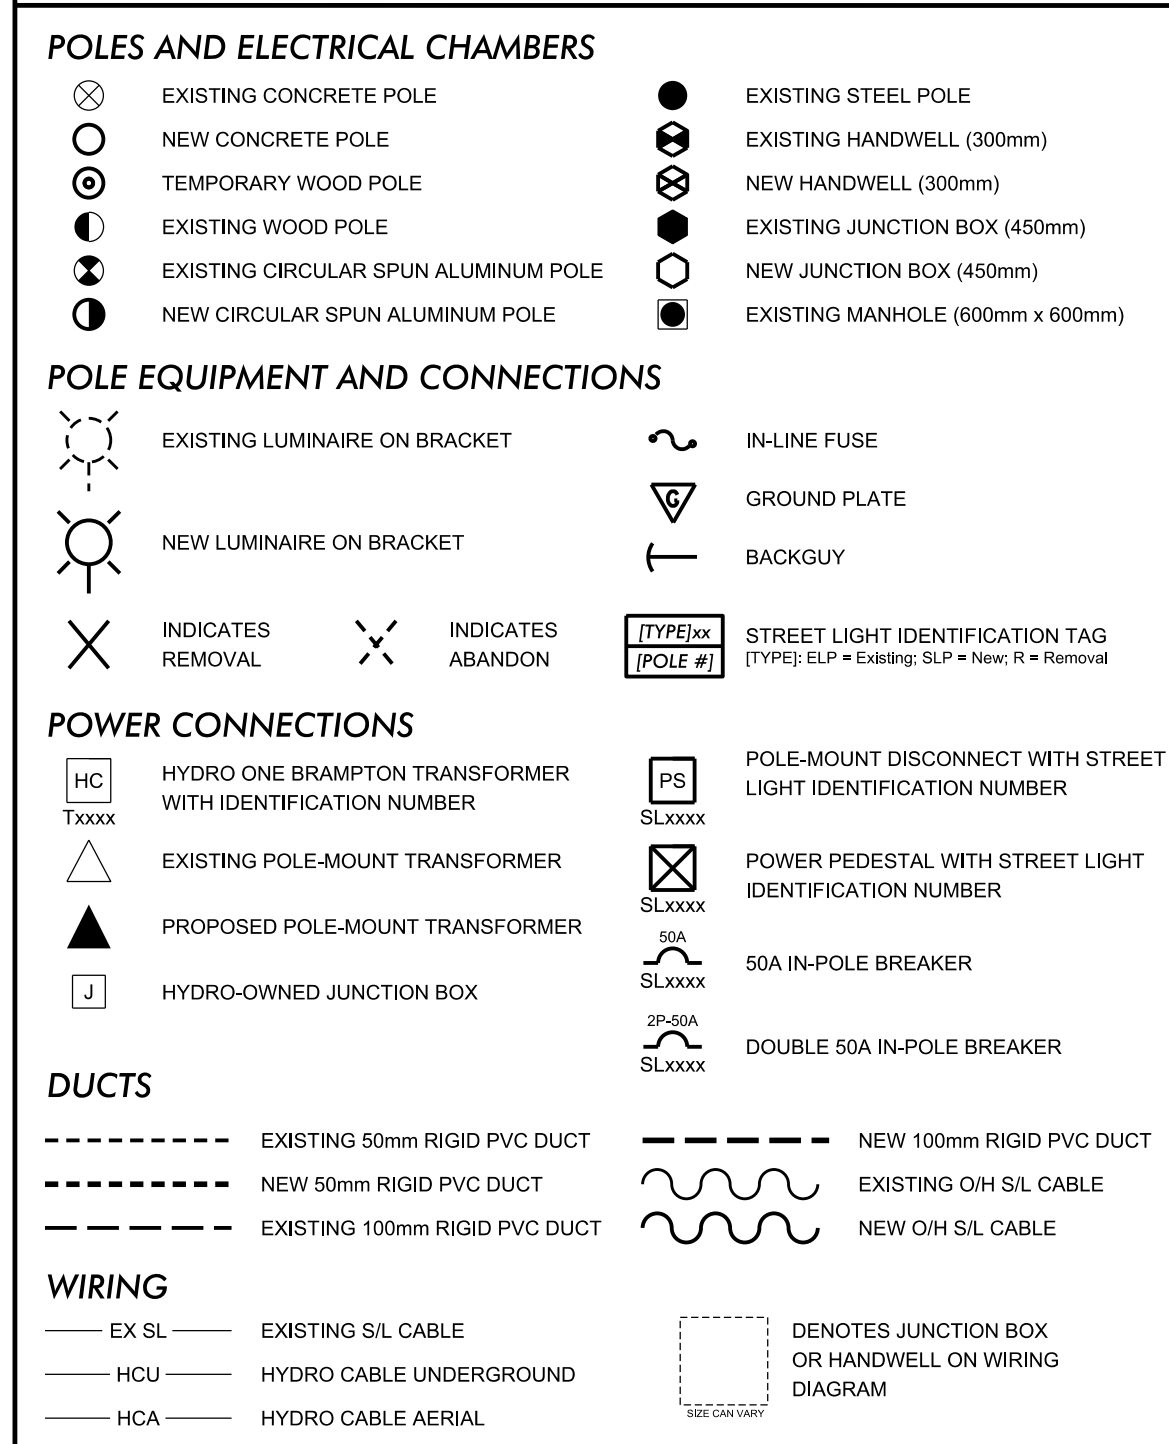 POLES AND ELECTRICAL CHAMBERS
EXISTING CONCRETE POLE
NEW CONCRETE POLE
TEMPORARY WOOD POLE
EXISTING WOOD POLE
EXISTING CIRCULAR SPUN ALUMINUM POLE
NEW CIRCULAR SPUN ALUMINUM POLE
EXISTING STEEL POLE
EXISTING HANDWELL (300mm)
NEW HANDWELL (300mm)
EXISTING JUNCTION BOX (450mm)
NEW JUNCTION BOX (450mm)
EXISTING MANHOLE (600mm x 600mm)
POLE EQUIPMENT AND CONNECTIONS
EXISTING LUMINAIRE ON BRACKET
NEW LUMINAIRE ON BRACKET
INDICATES
REMOVAL
INDICATES
ABANDON
IN-LINE FUSE
G
GROUND PLATE
BACKGUY
[TYPE]xx
[POLE #]
STREET LIGHT IDENTIFICATION TAG
[TYPE]: ELP = Existing; SLP = New; R = Removal
POWER CONNECTIONS
HC
Txxxx
HYDRO ONE BRAMPTON TRANSFORMER
WITH IDENTIFICATION NUMBER
EXISTING POLE-MOUNT TRANSFORMER
PROPOSED POLE-MOUNT TRANSFORMER
J
HYDRO-OWNED JUNCTION BOX
PS
SLxxxx
POLE-MOUNT DISCONNECT WITH STREET
LIGHT IDENTIFICATION NUMBER
SLxxxx
POWER PEDESTAL WITH STREET LIGHT
IDENTIFICATION NUMBER
50A
SLxxxx
50A IN-POLE BREAKER
2P-50A
SLxxxx
DOUBLE 50A IN-POLE BREAKER
DUCTS
EXISTING 50mm RIGID PVC DUCT
NEW 50mm RIGID PVC DUCT
EXISTING 100mm RIGID PVC DUCT
NEW 100mm RIGID PVC DUCT
EXISTING O/H S/L CABLE
NEW O/H S/L CABLE
WIRING
EX SL
EXISTING S/L CABLE
HCU
HYDRO CABLE UNDERGROUND
HCA
HYDRO CABLE AERIAL
SIZE CAN VARY
DENOTES JUNCTION BOX
OR HANDWELL ON WIRING
DIAGRAM